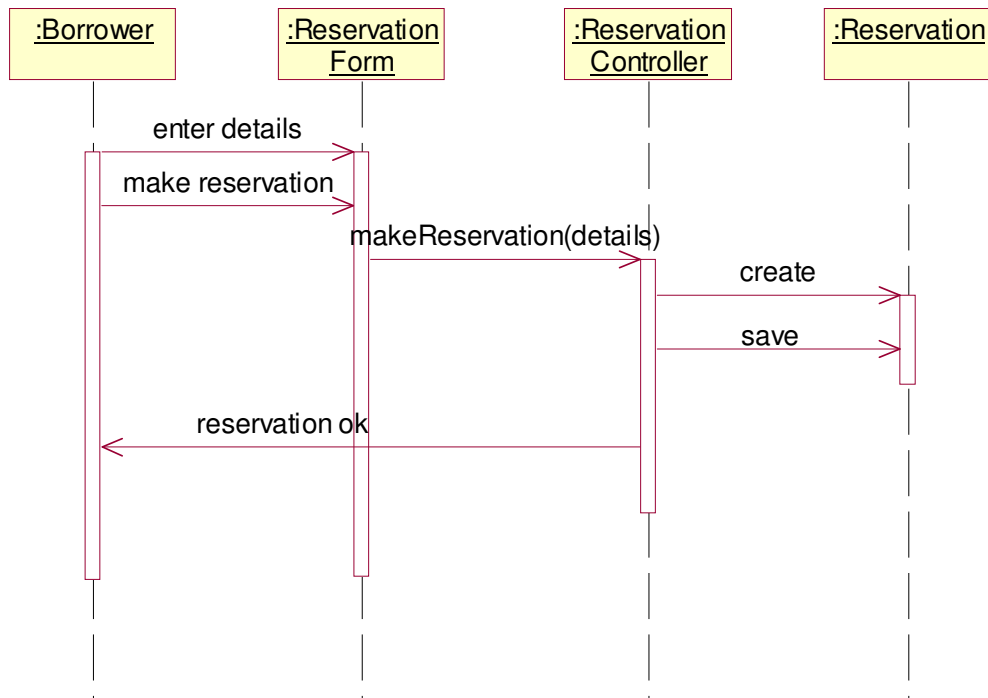 :Borrower
:Reservation
Form
:Reservation
Controller
:Reservation
enter details
make reservation
makeReservation(details)
create
save
reservation ok